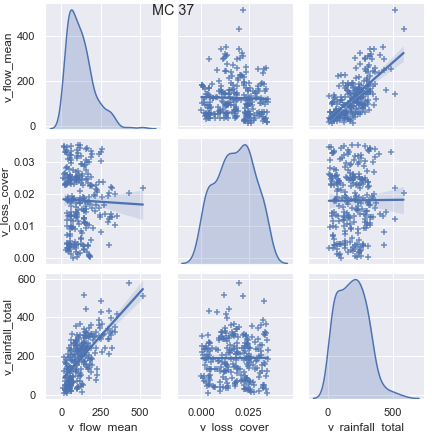 MC 37
v_flow_mean
400
200
0
v_loss_cover
0.03
0.02
0.01
0.00
v_rainfall_total
600
400
200
0
0 250 500
v_flow_mean
0.000 0.025
v_loss_cover
0 500
v_rainfall_total